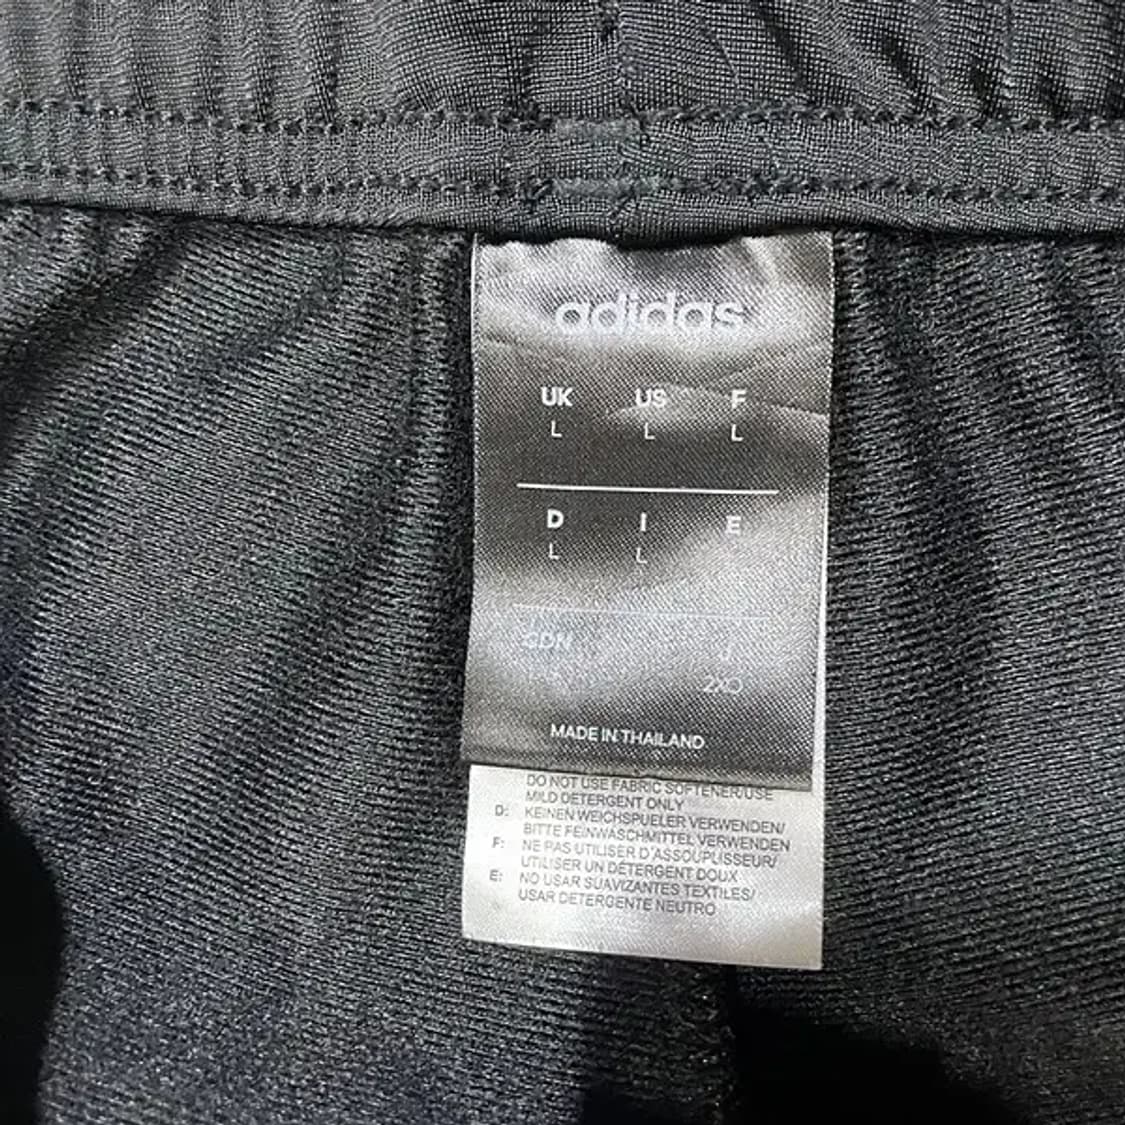 adidas
UK US F
L L L
D I E
L L
CDN J
2XO
MADE IN THAILAND
DO NOT USE FABRIC SOFTENER/USE
MILD DETERGENT ONLY
D: KEINEN WEICHSPUELER VERWENDEN/
BITTE FEINWASCHMITTEL VERWENDEN
F: NE PAS UTILISER D'ASSOUPLISSEUR/
UTILISER UN DÉTERGENT DOUX
E: NO USAR SUAVIZANTES TEXTILES/
USAR DETERGENTE NEUTRO